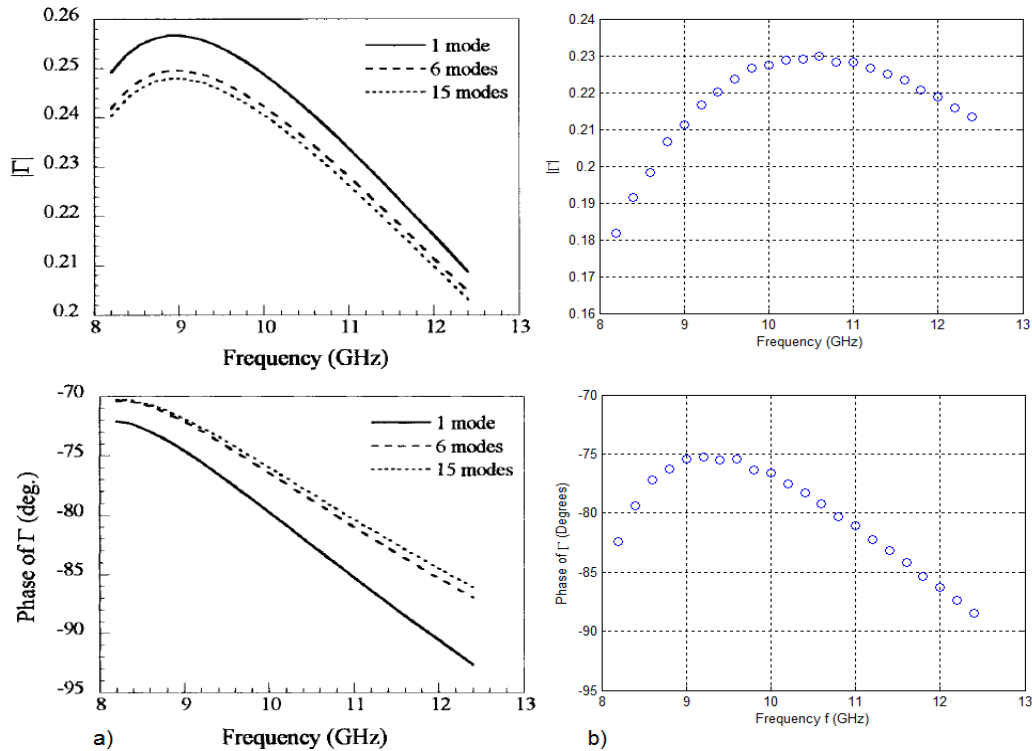 0.26
0.25
0.24
0.23
0.22
0.21
0.2
|Γ|
1 mode
6 modes
15 modes
8 9 10 11 12 13
Frequency (GHz)
0.24
0.23
0.22
0.21
0.2
0.19
0.18
0.17
0.16
|Γ|
8 9 10 11 12 13
Frequency (GHz)
-70
-75
-80
-85
-90
-95
Phase of Γ (deg.)
1 mode
6 modes
15 modes
8 9 10 11 12 13
a) Frequency (GHz)
-70
-75
-80
-85
-90
-95
Phase of Γ (Degrees)
8 9 10 11 12 13
Frequency f (GHz)
b)